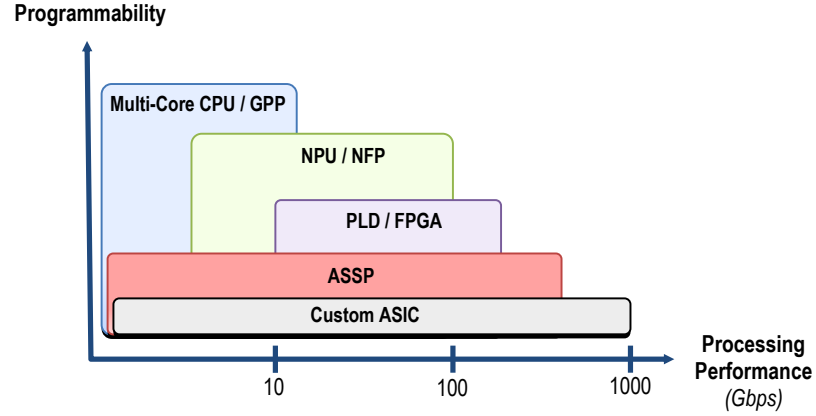 Programmability
Multi-Core CPU / GPP
NPU / NFP
PLD / FPGA
ASSP
Custom ASIC
10
100
1000
Processing
Performance
(Gbps)